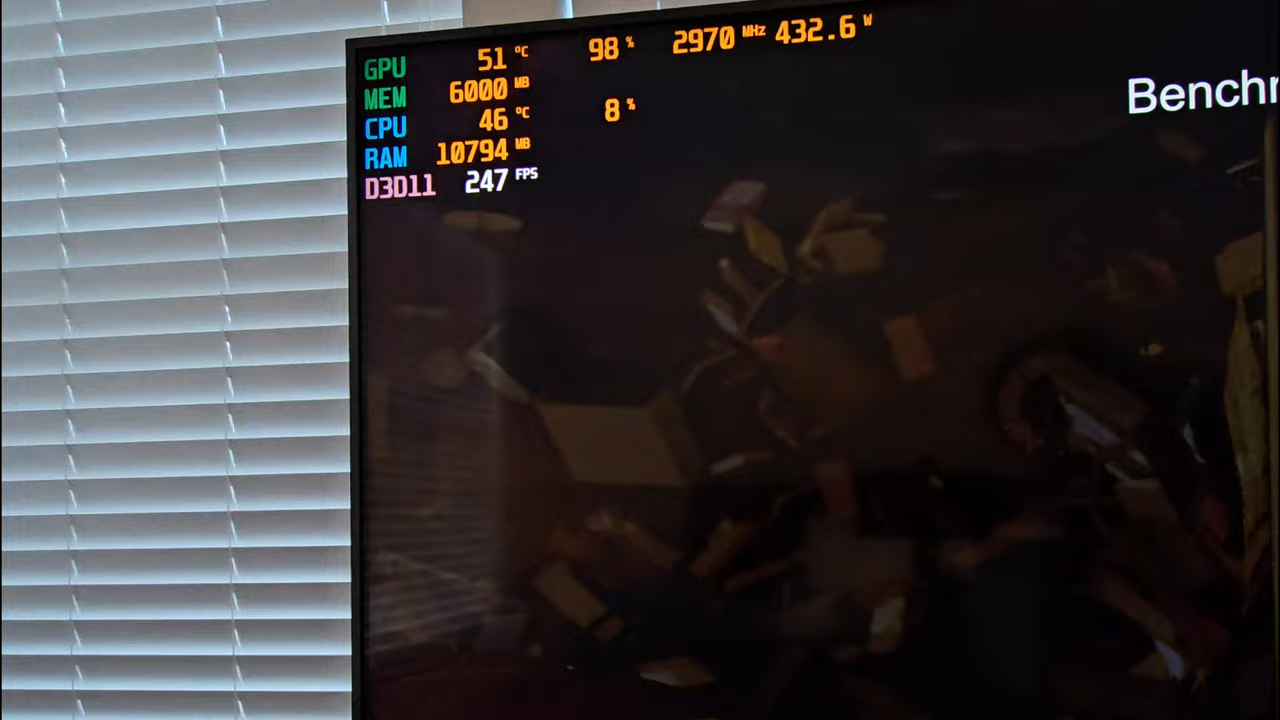 GPU 51 °C 98 % 2970 MHz 432.6 W
MEM 6000 MB
CPU 46 °C 8 %
RAM 10794 MB
D3D11 247 FPS
Benchr